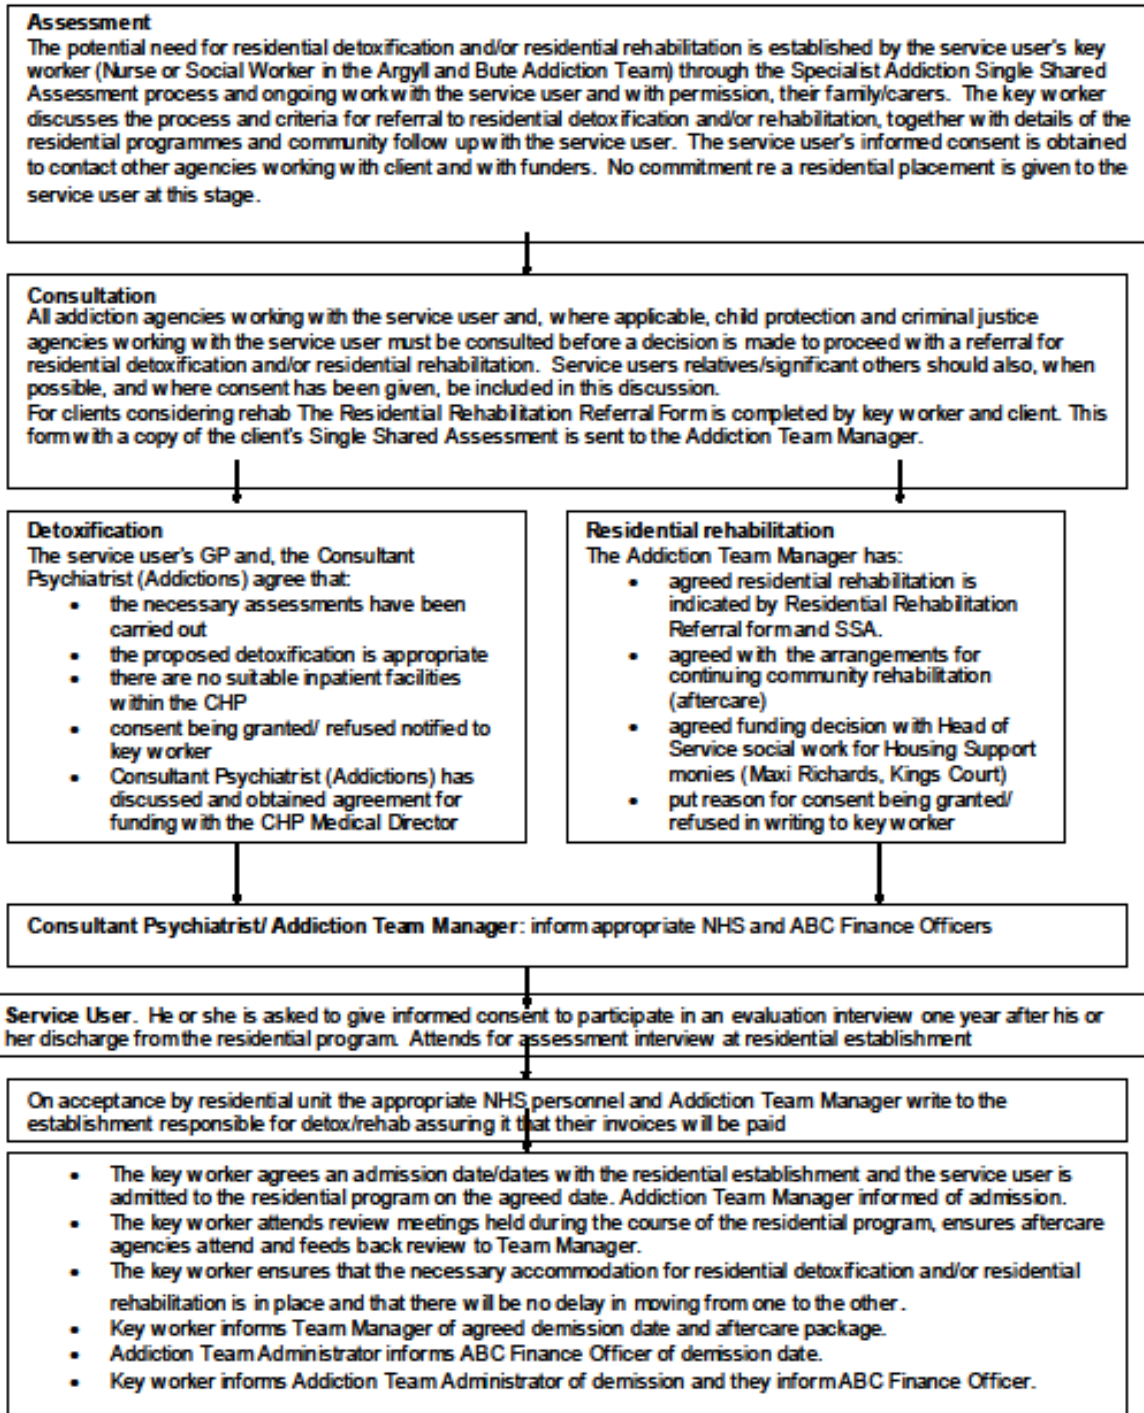 Assessment
The potential need for residential detoxification and/or residential rehabilitation is established by the service user's key
worker (Nurse or Social Worker in the Argyll and Bute Addiction Team) through the Specialist Addiction Single Shared
Assessment process and ongoing work with the service user and with permission, their family/carers. The key worker
discusses the process and criteria for referral to residential detoxification and/or rehabilitation, together with details of the
residential programmes and community follow up with the service user. The service user's informed consent is obtained
to contact other agencies working with client and with funders. No commitment re a residential placement is given to the
service user at this stage.
Consultation
All addiction agencies working with the service user and, where applicable, child protection and criminal justice
agencies working with the service user must be consulted before a decision is made to proceed with a referral for
residential detoxification and/or residential rehabilitation. Service users relatives/significant others should also, when
possible, and where consent has been given, be included in this discussion.
For clients considering rehab The Residential Rehabilitation Referral Form is completed by key worker and client. This
form with a copy of the client's Single Shared Assessment is sent to the Addiction Team Manager.
Detoxification
The service user's GP and, the Consultant
Psychiatrist (Addictions) agree that:
• the necessary assessments have been
carried out
• the proposed detoxification is appropriate
• there are no suitable inpatient facilities
within the CHP
• consent being granted/ refused notified to
key worker
• Consultant Psychiatrist (Addictions) has
discussed and obtained agreement for
funding with the CHP Medical Director
Residential rehabilitation
The Addiction Team Manager has:
• agreed residential rehabilitation is
indicated by Residential Rehabilitation
Referral form and SSA.
• agreed with the arrangements for
continuing community rehabilitation
(aftercare)
• agreed funding decision with Head of
Service social work for Housing Support
monies (Maxi Richards, Kings Court)
• put reason for consent being granted/
refused in writing to key worker
Consultant Psychiatrist/ Addiction Team Manager: inform appropriate NHS and ABC Finance Officers
Service User. He or she is asked to give informed consent to participate in an evaluation interview one year after his or
her discharge from the residential program. Attends for assessment interview at residential establishment
On acceptance by residential unit the appropriate NHS personnel and Addiction Team Manager write to the
establishment responsible for detox/rehab assuring it that their invoices will be paid
• The key worker agrees an admission date/dates with the residential establishment and the service user is
admitted to the residential program on the agreed date. Addiction Team Manager informed of admission.
• The key worker attends review meetings held during the course of the residential program, ensures aftercare
agencies attend and feeds back review to Team Manager.
• The key worker ensures that the necessary accommodation for residential detoxification and/or residential
rehabilitation is in place and that there will be no delay in moving from one to the other.
• Key worker informs Team Manager of agreed demission date and aftercare package.
• Addiction Team Administrator informs ABC Finance Officer of demission date.
• Key worker informs Addiction Team Administrator of demission and they inform ABC Finance Officer.